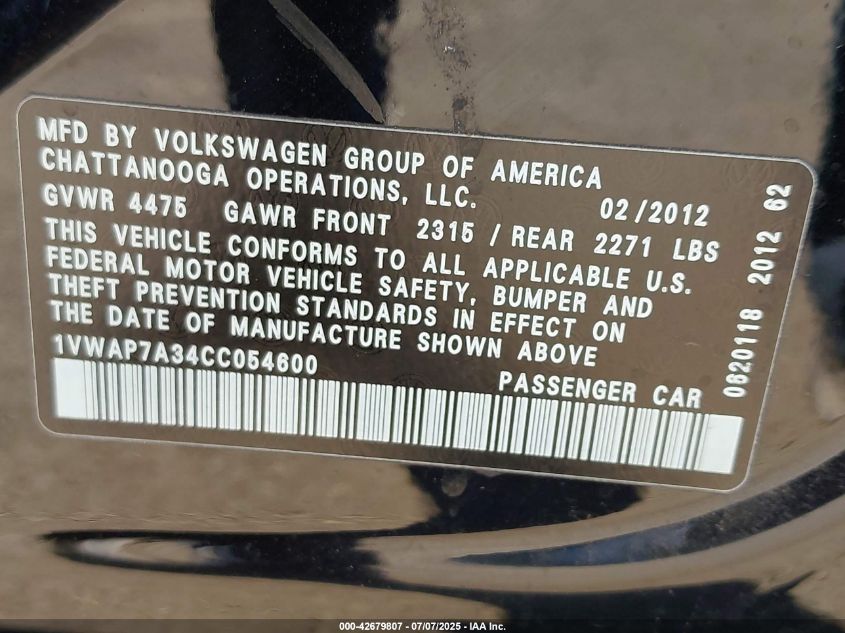 MFD BY VOLKSWAGEN GROUP OF AMERICA
CHATTANOOGA OPERATIONS, LLC.
02/2012
GVWR 4475 GAWR FRONT 2315 / REAR 2271 LBS
THIS VEHICLE CONFORMS TO ALL APPLICABLE U.S.
FEDERAL MOTOR VEHICLE SAFETY, BUMPER AND
THEFT PREVENTION STANDARDS IN EFFECT ON
THE DATE OF MANUFACTURE SHOWN ABOVE
1VWAP7A34CC054600
PASSENGER CAR
0620118 2012 62
000-42679807 - 07/07/2025 - IAA Inc.